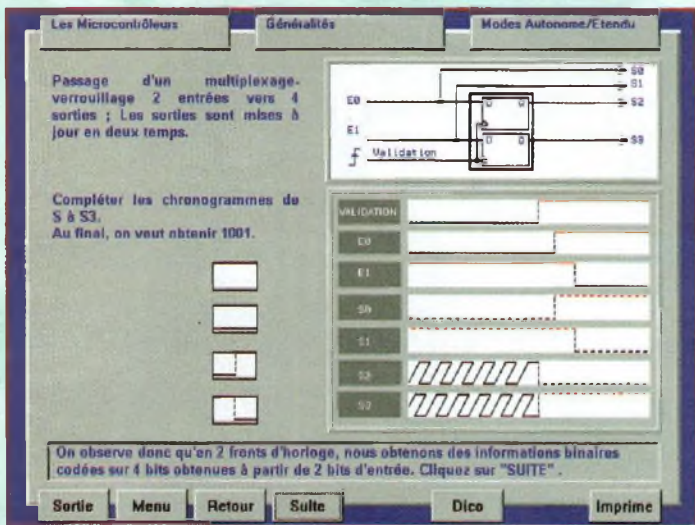 Les Microcontrôleurs
Généralités
Modes Autonome/Etendu
Passage d'un multiplexage-
verrouillage 2 entrées vers 4
sorties ; Les sorties sont mises à
jour en deux temps.
E0
E1
Validation
D Q
D Q
S0
S1
S2
S3
Compléter les chronogrammes de
S à S3.
Au final, on veut obtenir 1001.
VALIDATION
E0
E1
S0
S1
S2
S3
On observe donc qu'en 2 fronts d'horloge, nous obtenons des informations binaires
codées sur 4 bits obtenues à partir de 2 bits d'entrée. Cliquez sur "SUITE" .
Sortie
Menu
Retour
Suite
Dico
Imprime